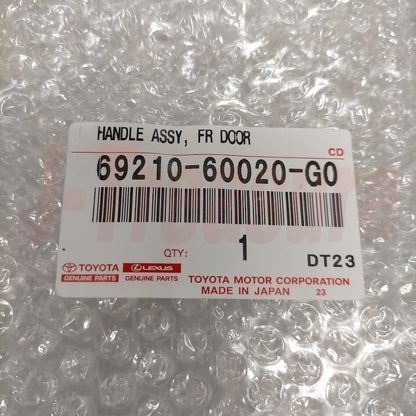 HANDLE ASSY, FR DOOR
CD
69210-60020-G0
QTY: 1 DT23
TOYOTA LEXUS TOYOTA MOTOR CORPORATION
GENUINE PARTS GENUINE PARTS MADE IN JAPAN 23